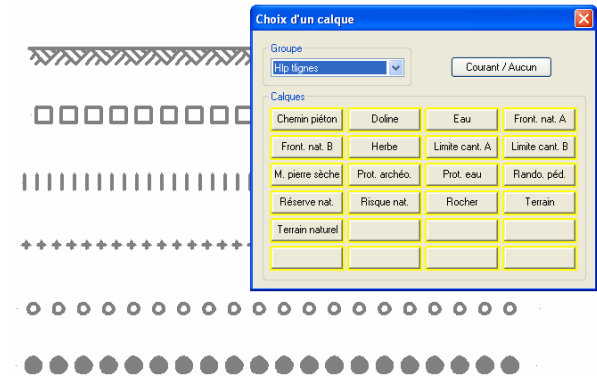 Choix d'un calque
Groupe
Hlp tlignes
Courant / Aucun
Calques
Chemin piéton Doline Eau Front. nat. A
Front. nat. B Herbe Limite cant. A Limite cant. B
M. pierre sèche Prot. archéo. Prot. eau Rando. péd.
Réserve nat. Risque nat. Rocher Terrain
Terrain naturel